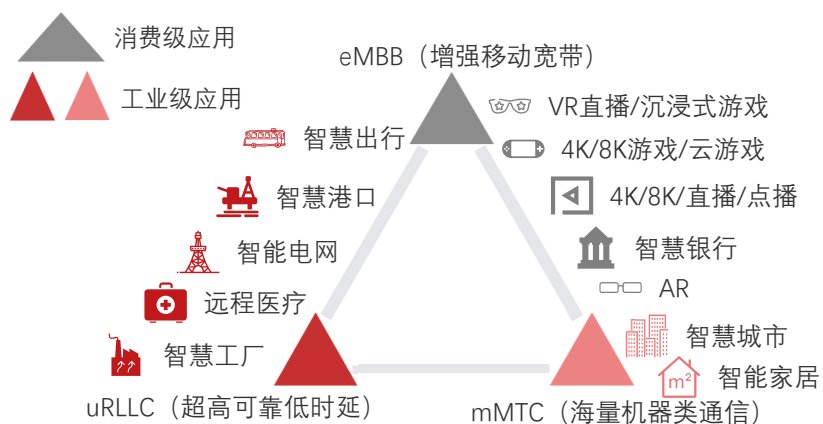 消费级应用
工业级应用
eMBB（增强移动宽带）
VR直播/沉浸式游戏
4K/8K游戏/云游戏
4K/8K/直播/点播
智慧银行
AR
智慧城市
m²
智能家居
智慧出行
智慧港口
智能电网
远程医疗
智慧工厂
uRLLC（超高可靠低时延）
mMTC（海量机器类通信）